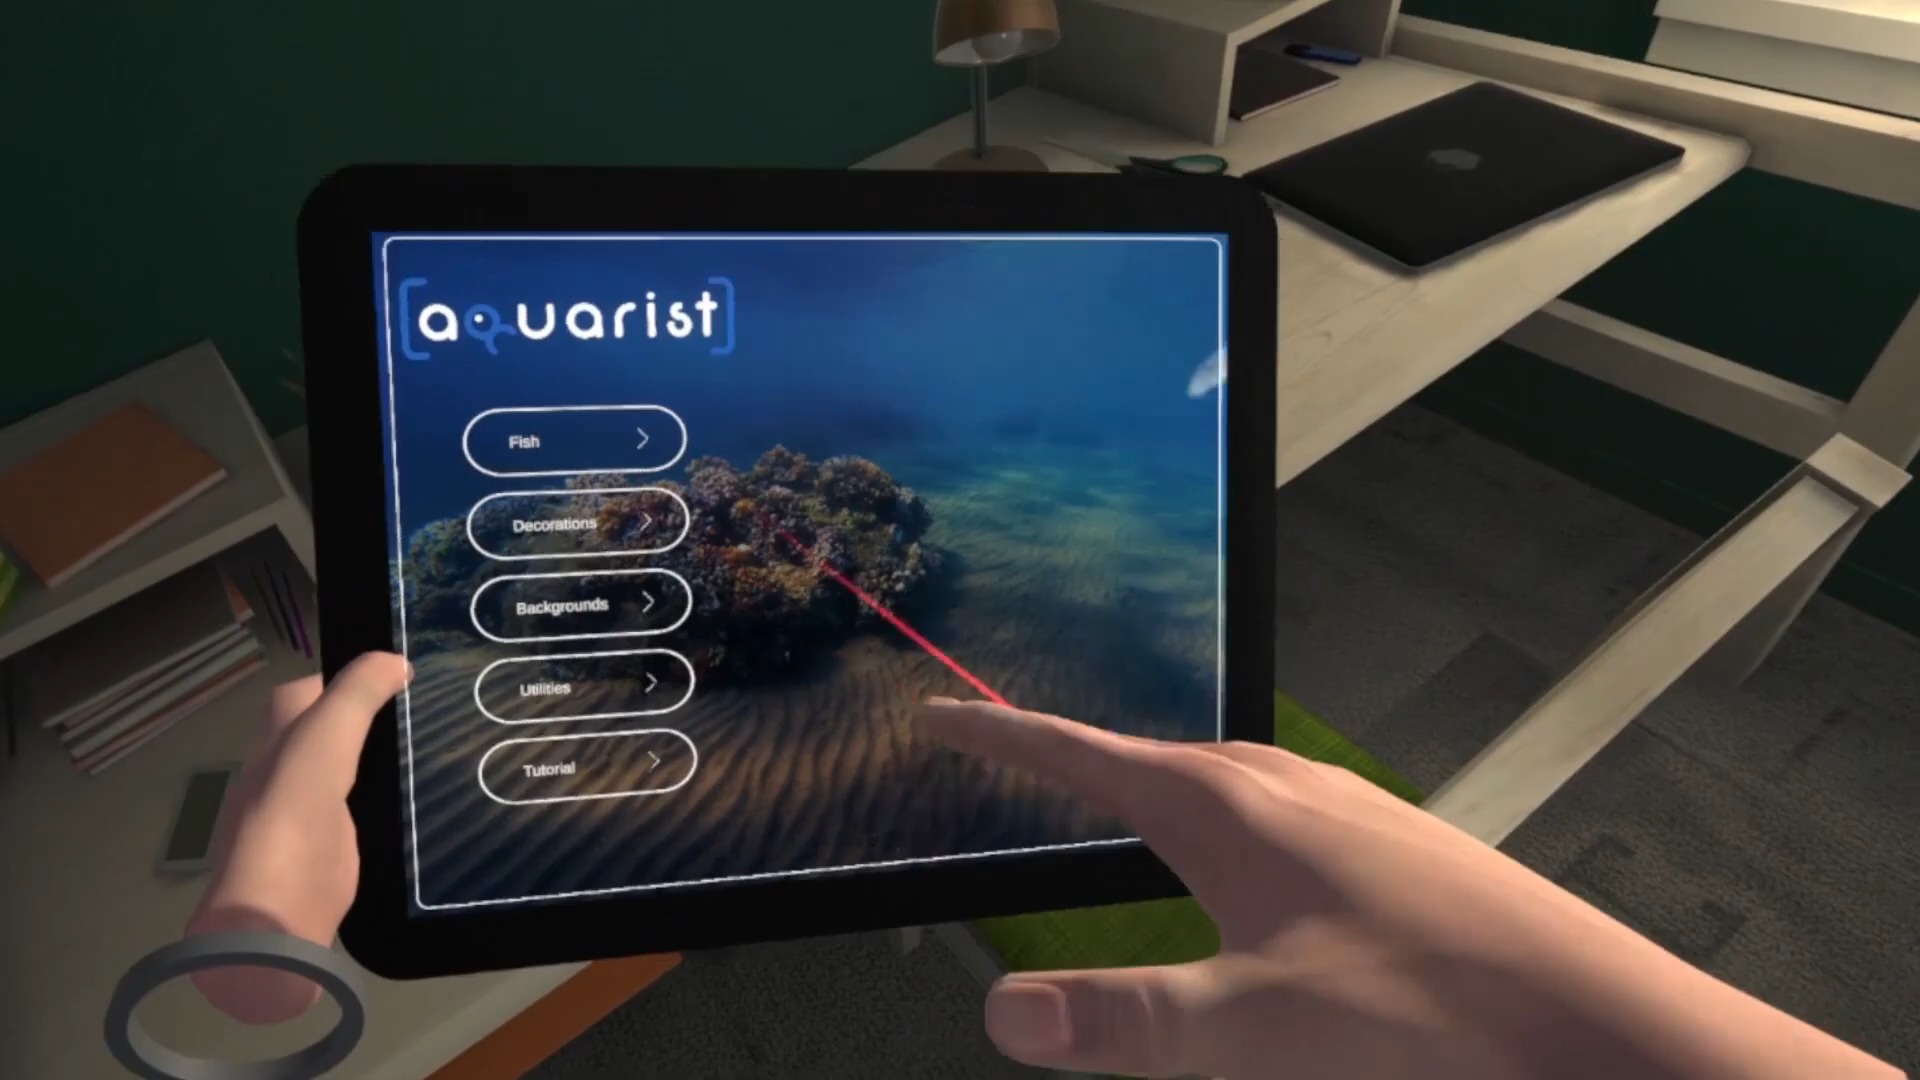 [aquarist]
Fish
Decorations
Backgrounds
Utilities
Tutorial